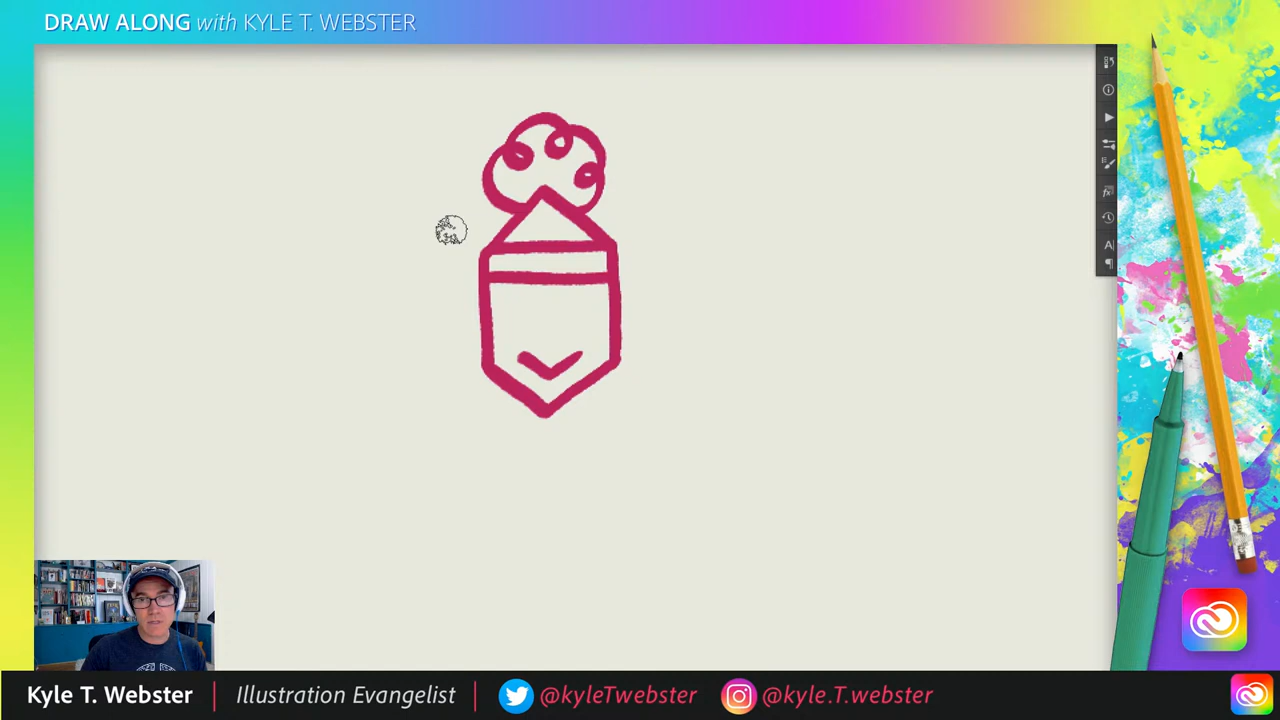 DRAW ALONG with KYLE T. WEBSTER
Kyle T. Webster | Illustration Evangelist | @kyleTwebster @kyle.T.webster